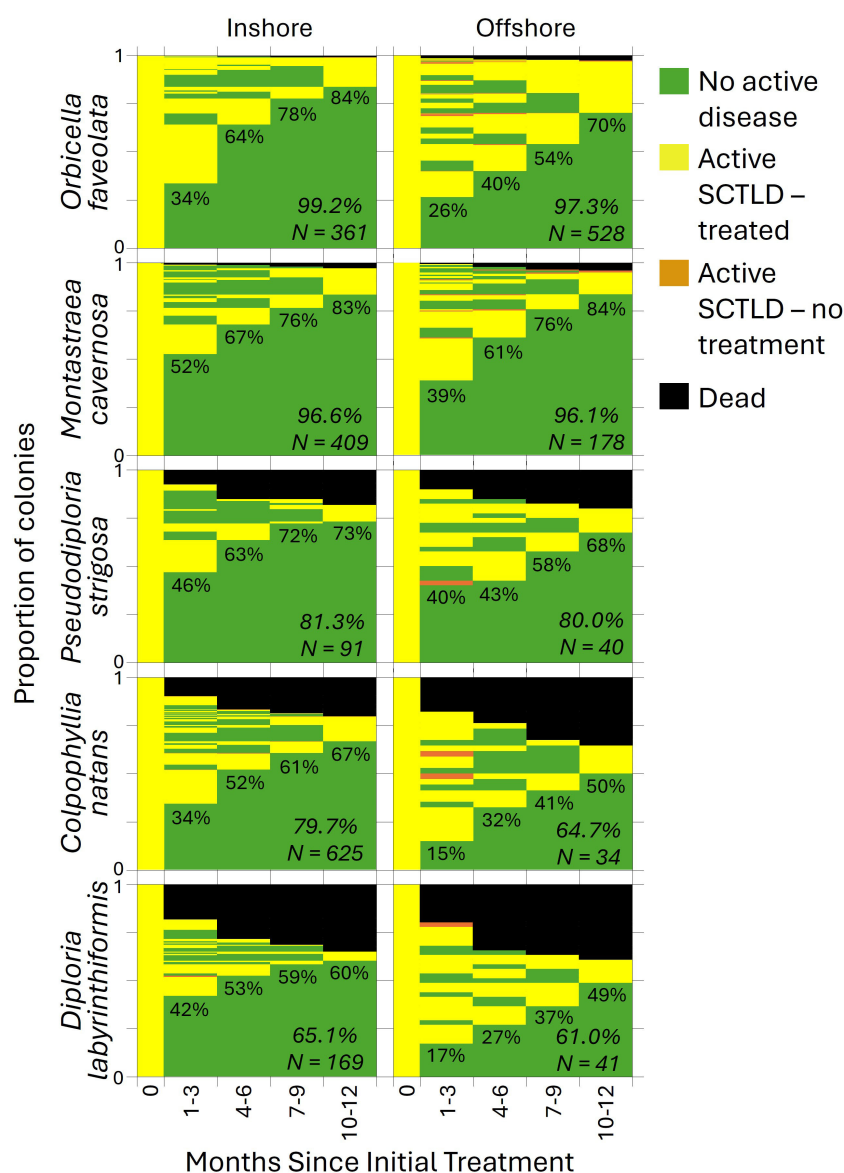 Inshore
Offshore
No active
disease
Active
SCTLD –
treated
Active
SCTLD – no
treatment
Dead
Proportion of colonies
Orbicella
faveolata
1
0
34%
64%
78%
84%
99.2%
N = 361
26%
40%
54%
70%
97.3%
N = 528
Montastraea
cavernosa
1
0
52%
67%
76%
83%
96.6%
N = 409
39%
61%
76%
84%
96.1%
N = 178
Pseudodiploria
strigosa
1
0
46%
63%
72%
73%
81.3%
N = 91
40%
43%
58%
68%
80.0%
N = 40
Colpophyllia
natans
1
0
34%
52%
61%
67%
79.7%
N = 625
15%
32%
41%
50%
64.7%
N = 34
Diploria
labyrinthiformis
1
0
42%
53%
59%
60%
65.1%
N = 169
17%
27%
37%
49%
61.0%
N = 41
0
1-3
4-6
7-9
10-12
0
1-3
4-6
7-9
10-12
Months Since Initial Treatment